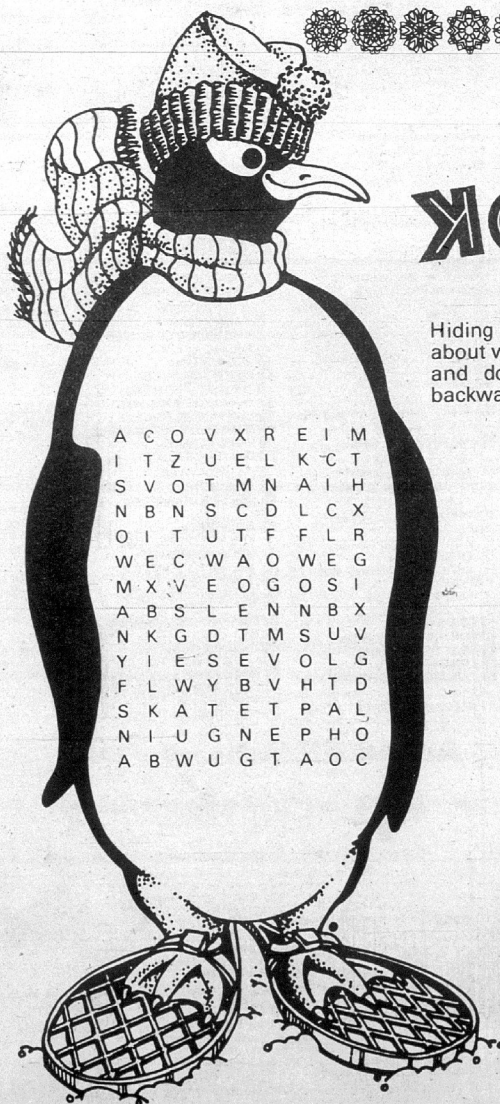 Hiding
about
and do
backwa
A C O V X R E I M
I T Z U E L K C T
S V O T M N A I H
N B N S C D L C X
O I T U T F F L R
W E C W A O W E G
M X V E O G O S I
A B S L E N N B X
N K G D T M S U V
Y I E S E V O L G
F L W Y B V H T D
S K A T E T P A L
N I U G N E P H O
A B W U G T A O C